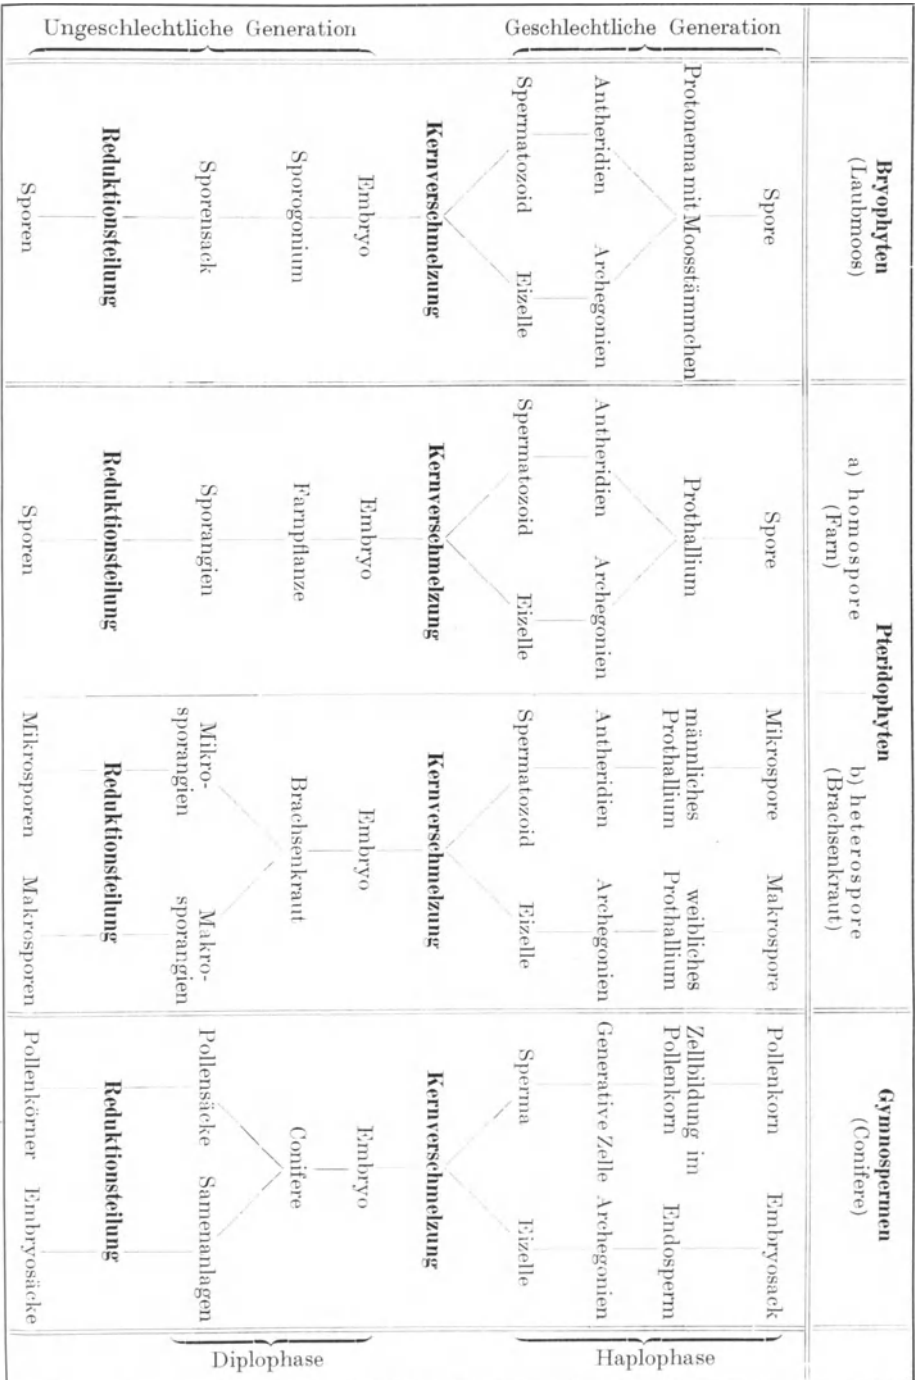 Bryophyten
(Laubmoos)
Pteridophyten
a) homospore
(Farn)
b) heterospore
(Brachsenkraut)
Gymnospermen
(Conifere)
Geschlechtliche Generation
Spore
Spore
Mikrospore Makrospore
Pollenkorn Embryosack
Protonema mit Moosstämmchen
Prothallium
männliches
Prothallium
weibliches
Prothallium
Zellbildung im
Pollenkorn
Endosperm
Antheridien Archegonien
Antheridien Archegonien
Antheridien Archegonien
Generative Zelle Archegonien
Spermatozoid Eizelle
Spermatozoid Eizelle
Spermatozoid Eizelle
Sperma Eizelle
Haplophase
Kernverschmelzung
Kernverschmelzung
Kernverschmelzung
Kernverschmelzung
Ungeschlechtliche Generation
Embryo
Embryo
Embryo
Embryo
Sporogonium
Farnpflanze
Brachsenkraut
Conifere
Sporensack
Sporangien
Mikro-
sporangien
Makro-
sporangien
Pollensäcke Samenanlagen
Diplophase
Reduktionsteilung
Reduktionsteilung
Reduktionsteilung
Reduktionsteilung
Sporen
Sporen
Mikrosporen Makrosporen
Pollenkörner Embryosäcke